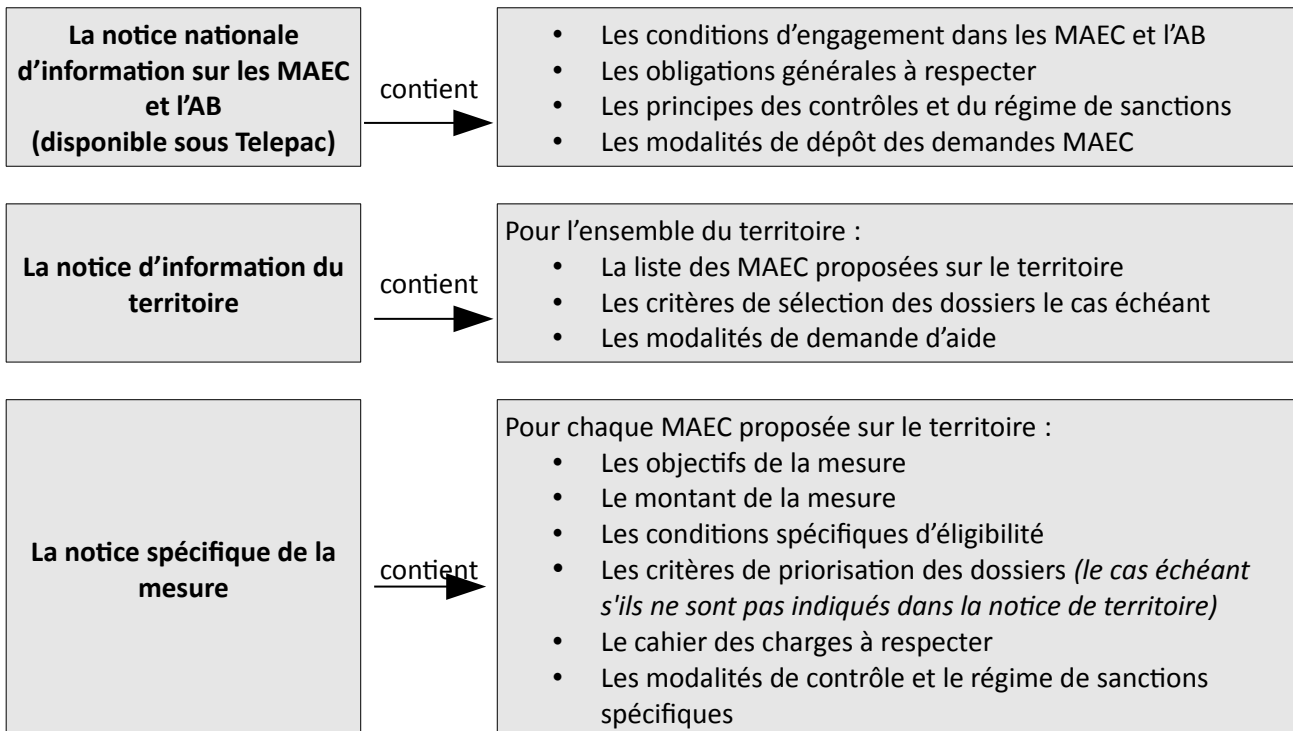 La notice nationale
d'information sur les MAEC
et l'AB
(disponible sous Telepac)
contient
• Les conditions d'engagement dans les MAEC et l'AB
• Les obligations générales à respecter
• Les principes des contrôles et du régime de sanctions
• Les modalités de dépôt des demandes MAEC
La notice d'information du
territoire
contient
Pour l'ensemble du territoire :
• La liste des MAEC proposées sur le territoire
• Les critères de sélection des dossiers le cas échéant
• Les modalités de demande d'aide
La notice spécifique de la
mesure
contient
Pour chaque MAEC proposée sur le territoire :
• Les objectifs de la mesure
• Le montant de la mesure
• Les conditions spécifiques d'éligibilité
• Les critères de priorisation des dossiers (le cas échéant
s'ils ne sont pas indiqués dans la notice de territoire)
• Le cahier des charges à respecter
• Les modalités de contrôle et le régime de sanctions
spécifiques